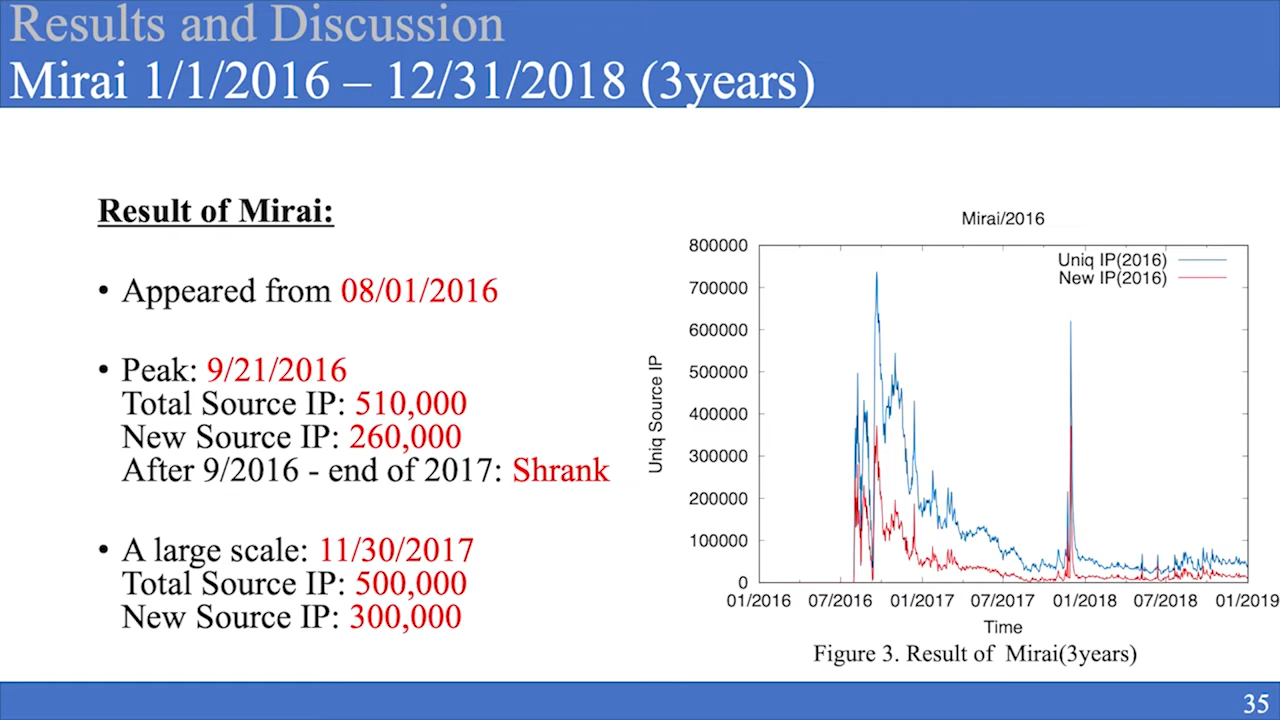 Results and Discussion
Mirai 1/1/2016 – 12/31/2018 (3years)
Result of Mirai:
• Appeared from 08/01/2016
• Peak: 9/21/2016
Total Source IP: 510,000
New Source IP: 260,000
After 9/2016 - end of 2017: Shrank
• A large scale: 11/30/2017
Total Source IP: 500,000
New Source IP: 300,000
Mirai/2016
Uniq IP(2016)
New IP(2016)
800000
700000
600000
500000
400000
300000
200000
100000
0
Uniq Source IP
01/2016 07/2016 01/2017 07/2017 01/2018 07/2018 01/2019
Time
Figure 3. Result of Mirai(3years)
35